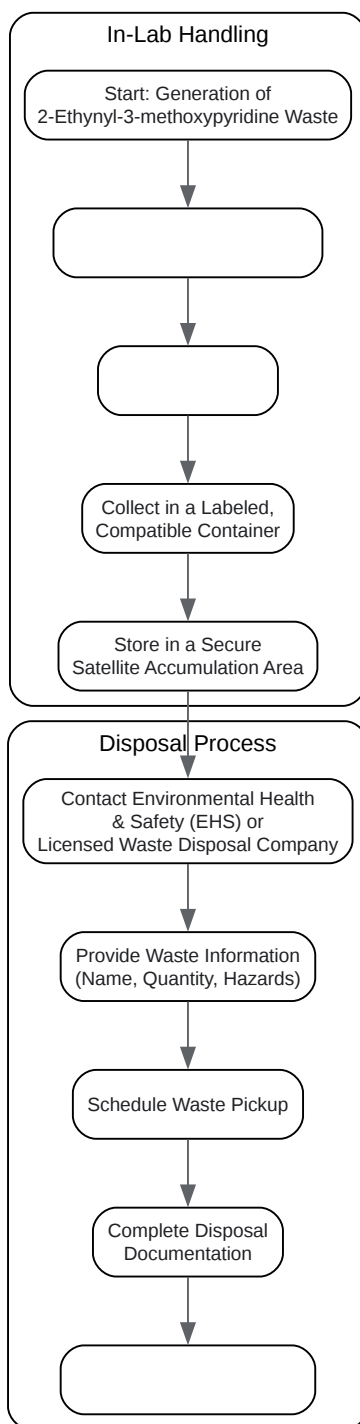 In-Lab Handling
Start: Generation of
2-Ethynyl-3-methoxypyridine Waste
Collect in a Labeled,
Compatible Container
Store in a Secure
Satellite Accumulation Area
Disposal Process
Contact Environmental Health
& Safety (EHS) or
Licensed Waste Disposal Company
Provide Waste Information
(Name, Quantity, Hazards)
Schedule Waste Pickup
Complete Disposal
Documentation